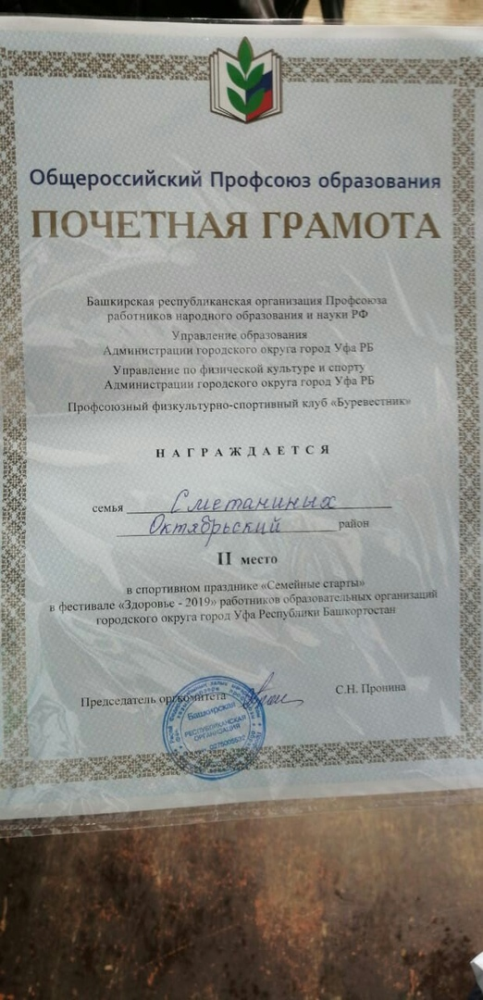 Общероссийский Профсоюз образования
ПОЧЕТНАЯ ГРАМОТА
Башкирская республиканская организация Профсоюза
работников народного образования и науки РФ
Управление образования
Администрации городского округа город Уфа РБ
Управление по физической культуре и спорту
Администрации городского округа город Уфа РБ
Профсоюзный физкультурно-спортивный клуб «Буревестник»
НАГРАЖДАЕТСЯ
семья Сметаниных
Октябрьский район
II место
в спортивном празднике «Семейные старты»
в фестивале «Здоровье - 2019» работников образовательных организаций
городского округа город Уфа Республики Башкортостан
Председатель оргкомитета С.Н. Пронина
Башкирская
РЕСПУБЛИКАНСКАЯ
ОРГАНИЗАЦИЯ